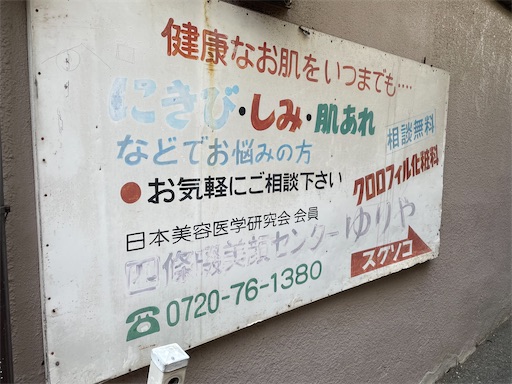 健康なお肌をいつまでも‥‥
にきび・しみ・肌あれ
などでお悩みの方
相談無料
●お気軽にご相談下さい
クロロフィル化粧料
日本美容医学研究会会員
四條畷美顔センターゆりや
スグソコ
☎0720-76-1380